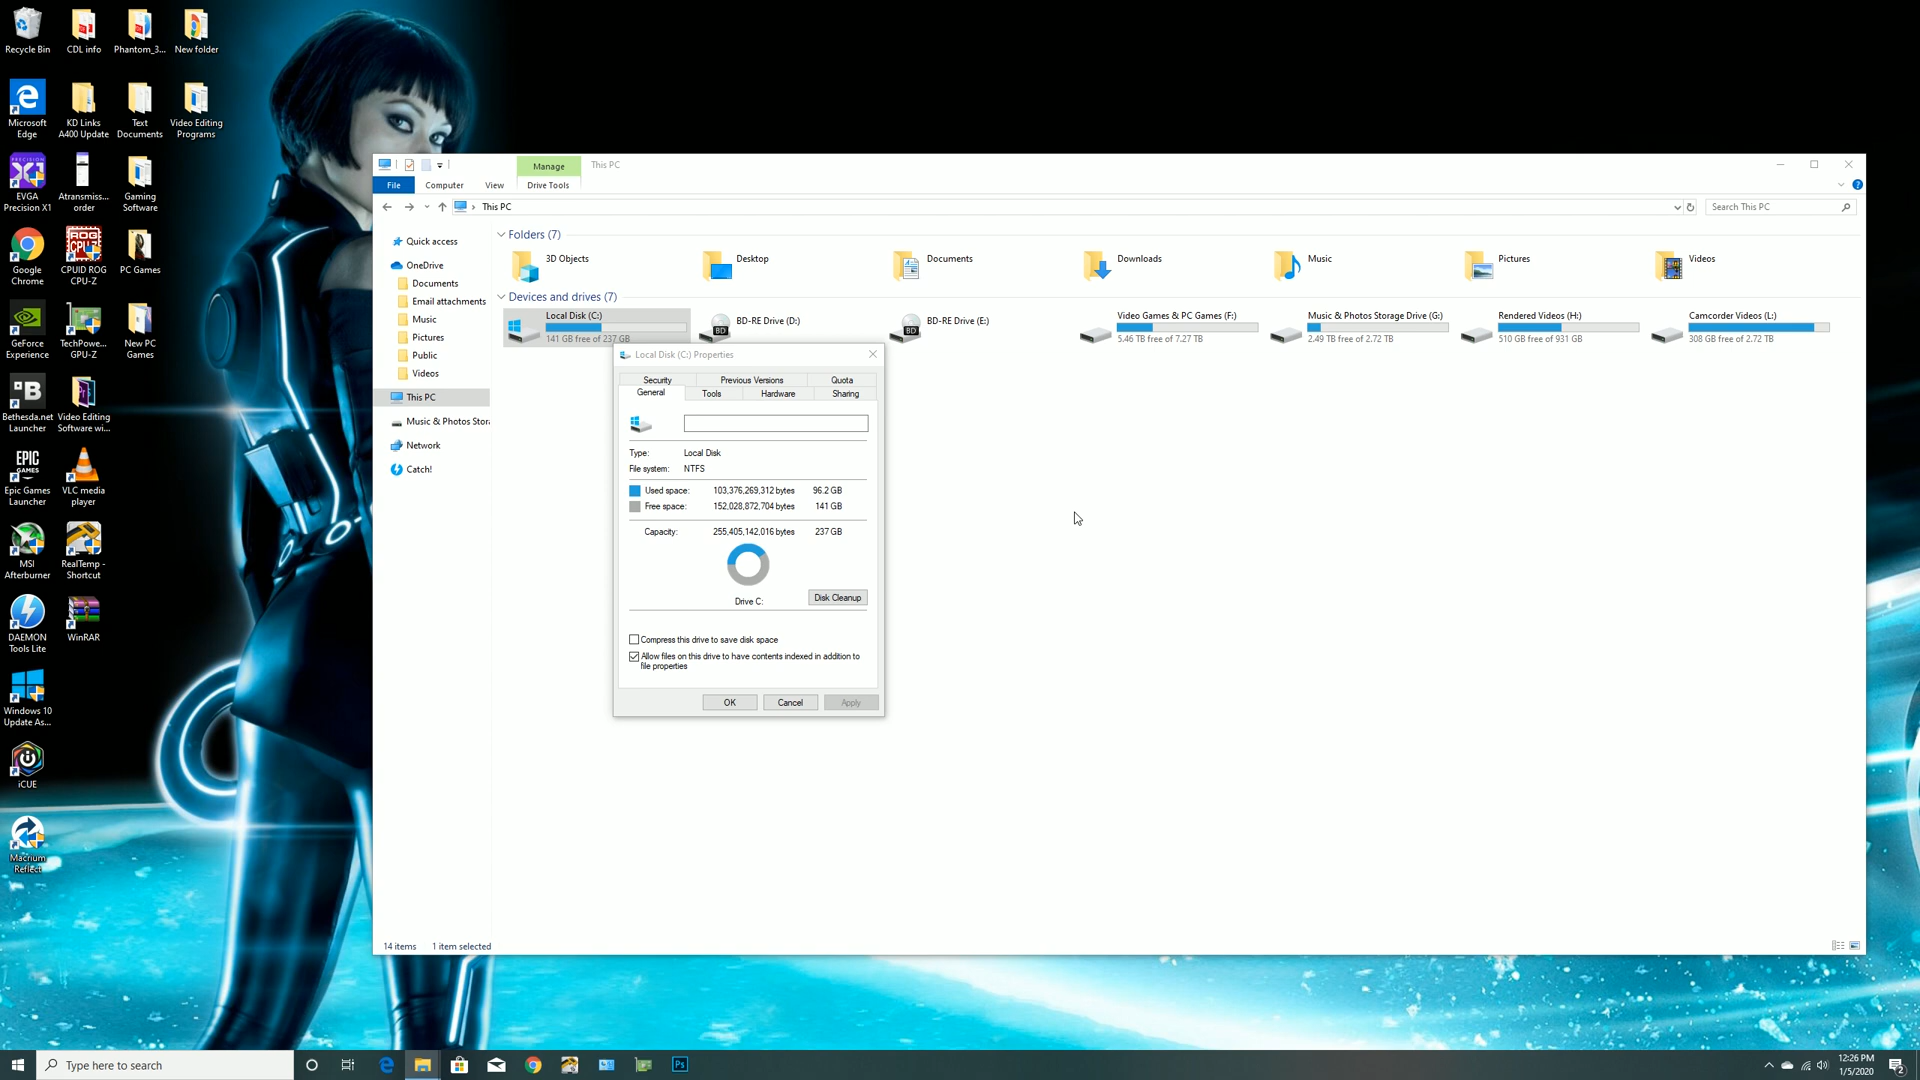 Recycle Bin
CDL info
Phantom_3...
New folder
Microsoft
Edge
KD Links
A400 Update
Text
Documents
Video Editing
Programs
PRECISION
X1
EVGA
Precision X1
Atransmiss...
order
Gaming
Software
Google
Chrome
ROG
CPU-Z
CPUID ROG
CPU-Z
PC Games
GeForce
Experience
TechPowe...
GPU-Z
New PC
Games
Bethesda.net
Launcher
Video Editing
Software wi...
EPIC
GAMES
Epic Games
Launcher
VLC media
player
MSI
Afterburner
RealTemp -
Shortcut
DAEMON
Tools Lite
WinRAR
Windows 10
Update As...
iCUE
Macrium
Reflect
Manage
This PC
File
Computer
View
Drive Tools
This PC
Search This PC
Quick access
OneDrive
Documents
Email attachments
Music
Pictures
Public
Videos
This PC
Music & Photos Stora
Network
Catch!
Folders (7)
3D Objects
Desktop
Documents
Downloads
Music
Pictures
Videos
Devices and drives (7)
Local Disk (C:)
141 GB free of 237 GB
BD
BD-RE Drive (D:)
BD
BD-RE Drive (E:)
Video Games & PC Games (F:)
5.46 TB free of 7.27 TB
Music & Photos Storage Drive (G:)
2.49 TB free of 2.72 TB
Rendered Videos (H:)
510 GB free of 931 GB
Camcorder Videos (L:)
308 GB free of 2.72 TB
Local Disk (C:) Properties
Security
Previous Versions
Quota
General
Tools
Hardware
Sharing
Type: Local Disk
File system: NTFS
Used space: 103,376,269,312 bytes 96.2 GB
Free space: 152,028,872,704 bytes 141 GB
Capacity: 255,405,142,016 bytes 237 GB
Drive C:
Disk Cleanup
Compress this drive to save disk space
Allow files on this drive to have contents indexed in addition to
file properties
OK
Cancel
Apply
14 items
1 item selected
Type here to search
Ps
12:26 PM
1/5/2020
2